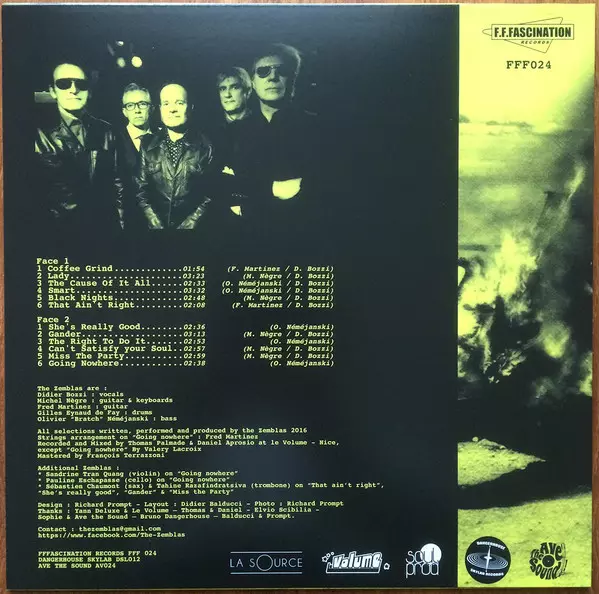 F.F.FASCINATION
RECORDS
FFF024
Face 1
1 Coffee Grind.............01:54 (F. Martinez / D. Bozzi)
2 Lady.....................03:23 (M. Nègre / D. Bozzi)
3 The Cause Of It All......02:33 (O. Néméjanski / D. Bozzi)
4 Smart....................03:32 (O. Néméjanski / D. Bozzi)
5 Black Nights.............02:48 (M. Nègre / D. Bozzi)
6 That Ain't Right.........02:08 (F. Martinez / D. Bozzi)
Face 2
1 She's Really Good........02:36 (O. Néméjanski)
2 Gander...................03:13 (M. Nègre / D. Bozzi)
3 The Right To Do It.......02:53 (O. Néméjanski)
4 Can't Satisfy your Soul..02:57 (M. Nègre / D. Bozzi)
5 Miss The Party...........02:59 (M. Nègre / D. Bozzi)
6 Going Nowhere............02:38 (O. Néméjanski)
The Zemblas are :
Didier Bozzi : vocals
Michel Nègre : guitar & keyboards
Fred Martinez : guitar
Gilles Eynaud de Fay : drums
Olivier "Bratch" Néméjanski : bass
All selections written, performed and produced by the Zemblas 2016
Strings arrangement on "Going nowhere" : Fred Martinez
Recorded and Mixed by Thomas Palmade & Daniel Aprosio at le Volume - Nice,
except "Going Nowhere" By Valery Lacroix
Mastered by François Terrazzoni
Additional Zemblas :
* Sandrine Tran Quang (violin) on "Going nowhere"
* Pauline Eschapasse (cello) on "Going nowhere"
* Sébastien Chaumont (sax) & Tahine Razafindratsiva (trombone) on "That ain't right",
"She's really good", "Gander" & "Miss the Party"
Design : Richard Prompt - Layout : Didier Balducci - Photo : Richard Prompt
Thanks : Yann Deluxe & Le Volume - Thomas & Daniel - Elvio Scibilia -
Sophie & Ave the Sound - Bruno Dangerhouse - Balducci & Prompt.
Contact : thezemblas@gmail.com
https://www.facebook.com/The-Zemblas
FFFASCINATION RECORDS FFF 024
DANGERHOUSE SKYLAB DSL012
AVE THE SOUND AV024
LA SOURCE
Volume
soul
prod
DANGERHOUSE
SKYLAB RECORDS
Ave!
The
Sound!